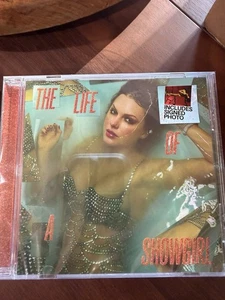 THE LIFE
OF
A
SHOWGIRL
INCLUDES
SIGNED
PHOTO